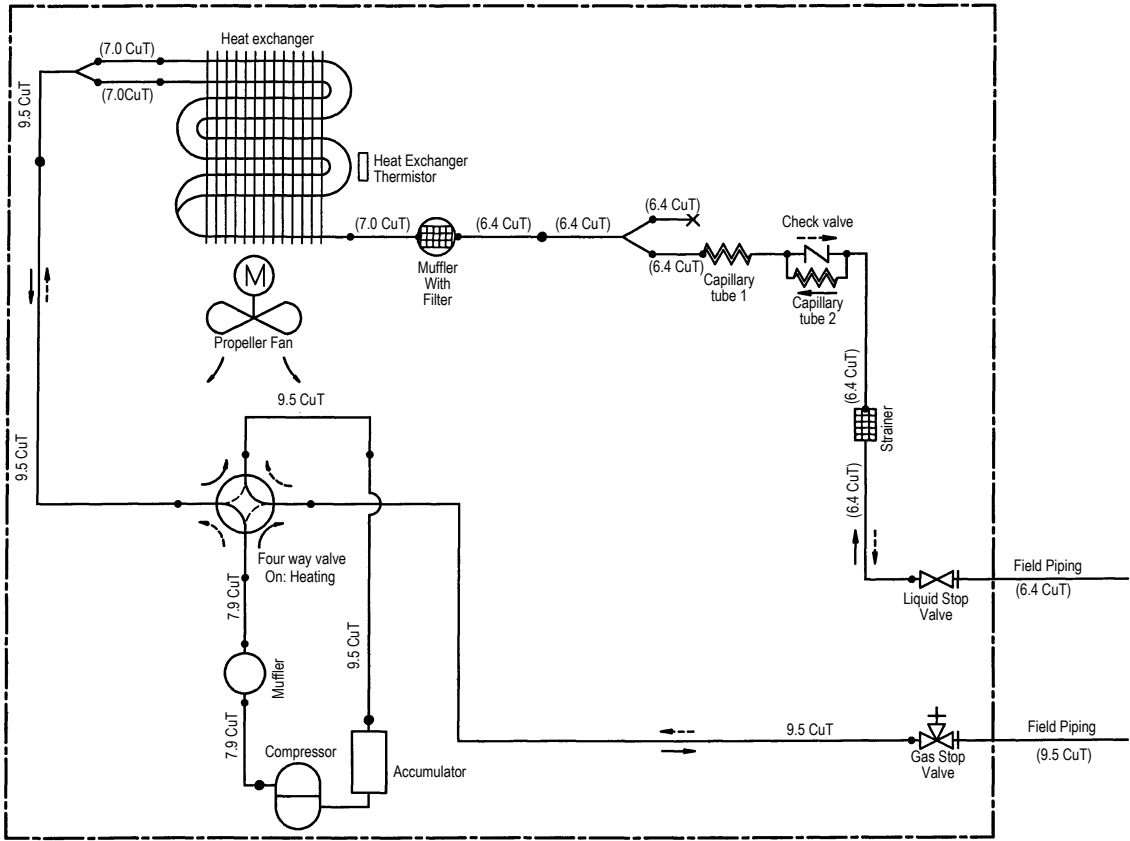 Heat exchanger
(7.0 CuT)
(7.0CuT)
9.5 CuT
Heat Exchanger
Thermistor
(7.0 CuT)
(6.4 CuT)
(6.4 CuT)
(6.4 CuT)
(6.4 CuT)
Muffler
With
Filter
Capillary
tube 1
Check valve
Capillary
tube 2
M
Propeller Fan
(6.4 CuT)
Strainer
(6.4 CuT)
9.5 CuT
9.5 CuT
Four way valve
On: Heating
7.9 CuT
Muffler
7.9 CuT
9.5 CuT
Compressor
Accumulator
Liquid Stop
Valve
Field Piping
(6.4 CuT)
9.5 CuT
Gas Stop
Valve
Field Piping
(9.5 CuT)